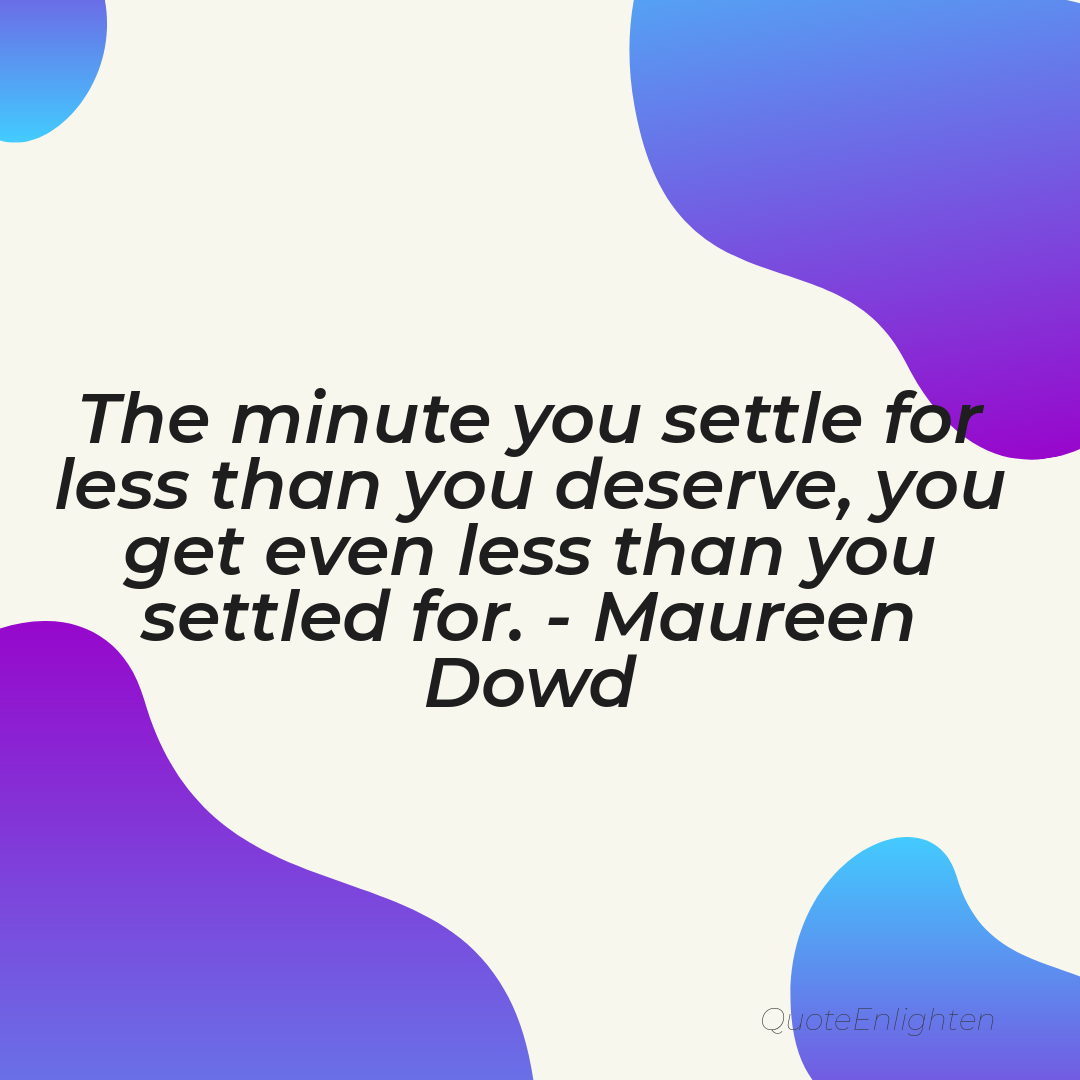 The minute you settle for
less than you deserve, you
get even less than you
settled for. - Maureen
Dowd
QuoteEnlighten